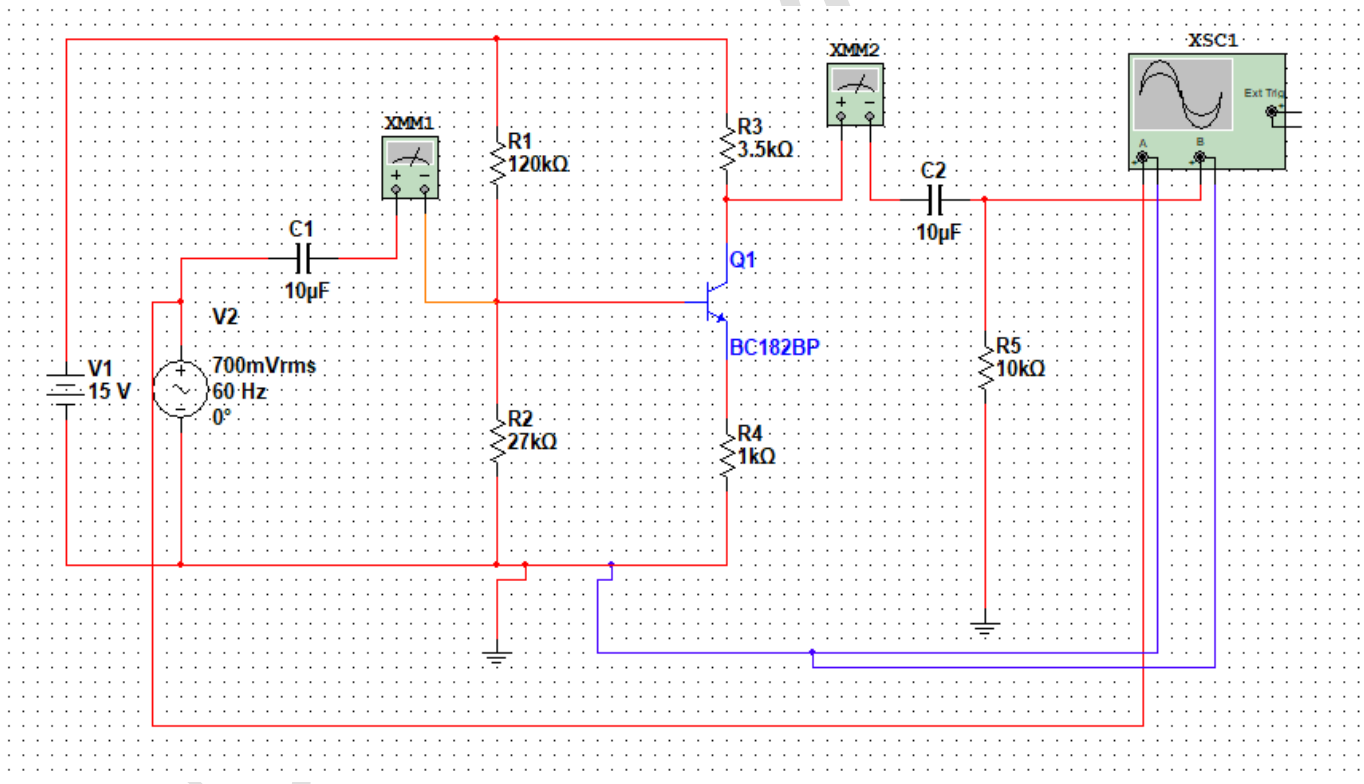 XSC1
XMM2
Ext Trig
+
A
B
+
+
+ −
XMM1
+ −
R1
120kΩ
R3
3.5kΩ
C2
10µF
C1
10µF
Q1
BC182BP
V2
700mVrms
60 Hz
0°
+
V1
15 V
R2
27kΩ
R4
1kΩ
R5
10kΩ